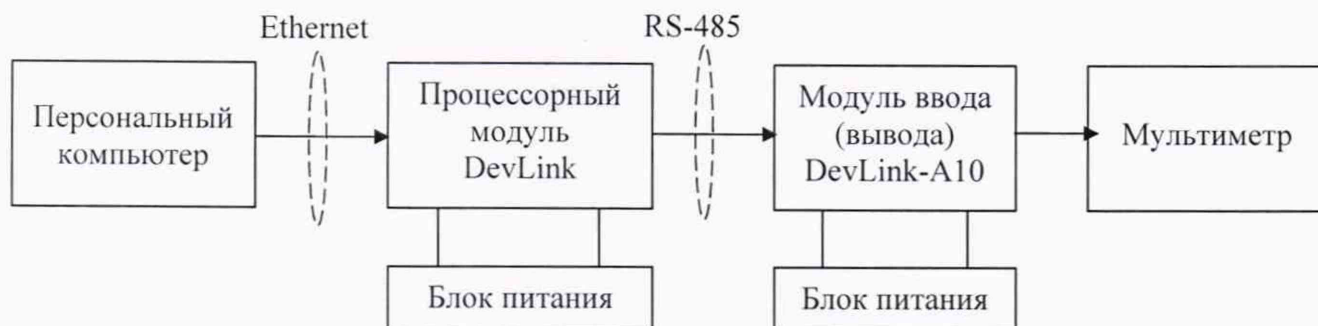 Ethernet
RS-485
Персональный
компьютер
Процессорный
модуль
DevLink
Модуль ввода
(вывода)
DevLink-A10
Мультиметр
Блок питания
Блок питания